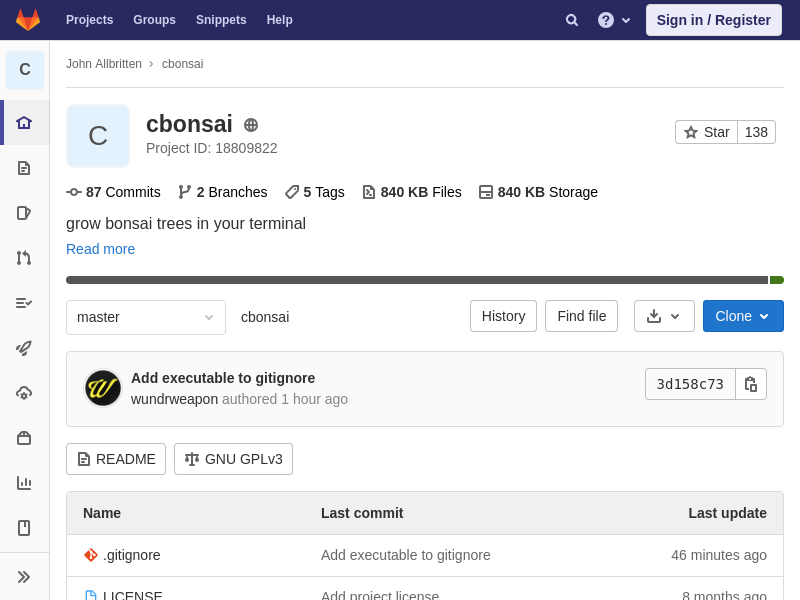 Projects Groups Snippets Help Sign in / Register
C John Allbritten cbonsai
C cbonsai
Project ID: 18809822
Star 138
87 Commits 2 Branches 5 Tags 840 KB Files 840 KB Storage
grow bonsai trees in your terminal
Read more
master cbonsai History Find file Clone
Add executable to gitignore
wundrweapon authored 1 hour ago
3d158c73
README GNU GPLv3
Name Last commit Last update
.gitignore Add executable to gitignore 46 minutes ago
LICENSE Add project license 8 months ago